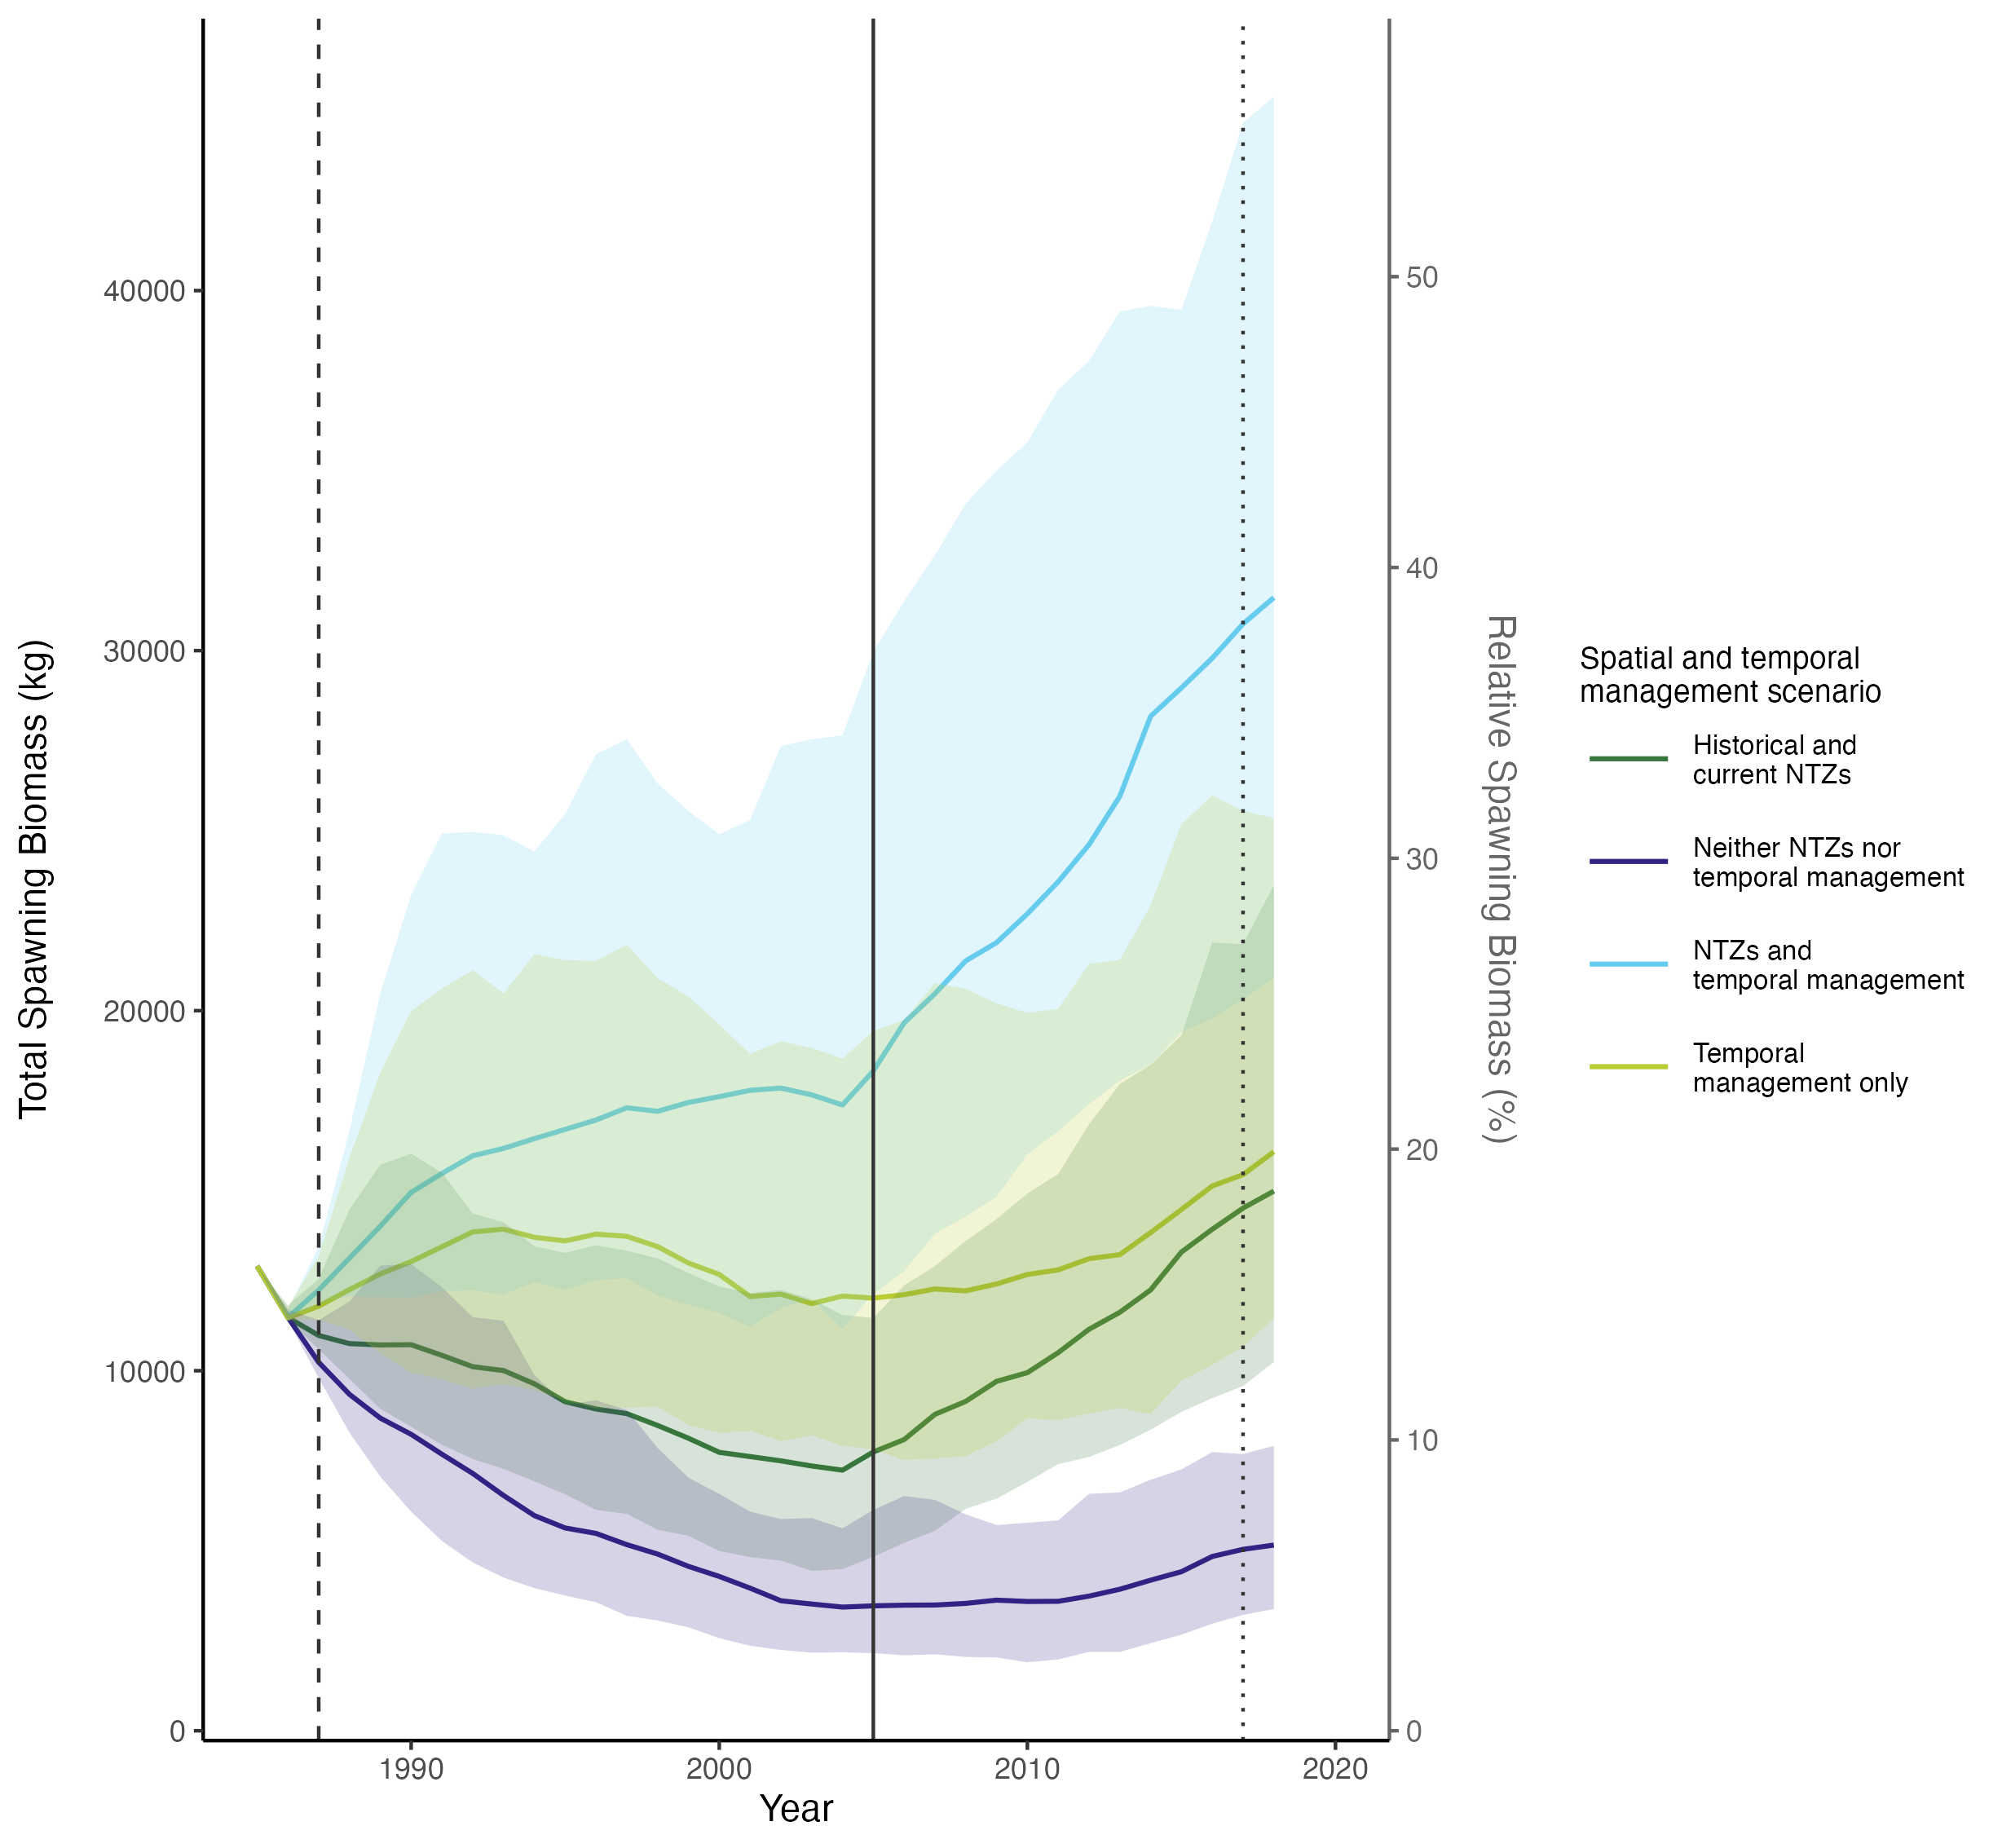 Total Spawning Biomass (kg)
40000
30000
20000
10000
0
1990
2000
2010
2020
Year
50
40
30
20
10
0
Relative Spawning Biomass (%)
Spatial and temporal
management scenario
Historical and
current NTZs
Neither NTZs nor
temporal management
NTZs and
temporal management
Temporal
management only